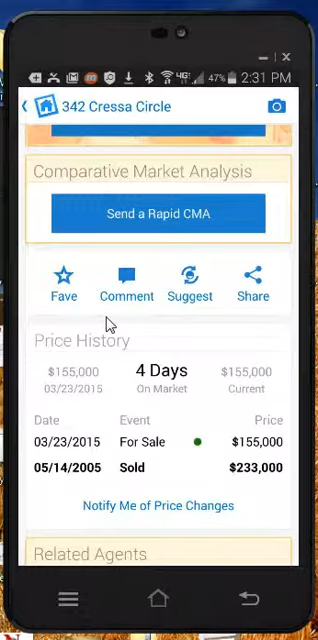 4G
47%
2:31 PM
342 Cressa Circle
Comparative Market Analysis
Send a Rapid CMA
Fave Comment Suggest Share
Price History
$155,000 4 Days $155,000
03/23/2015 On Market Current
Date Event Price
03/23/2015 For Sale $155,000
05/14/2005 Sold $233,000
Notify Me of Price Changes
Related Agents